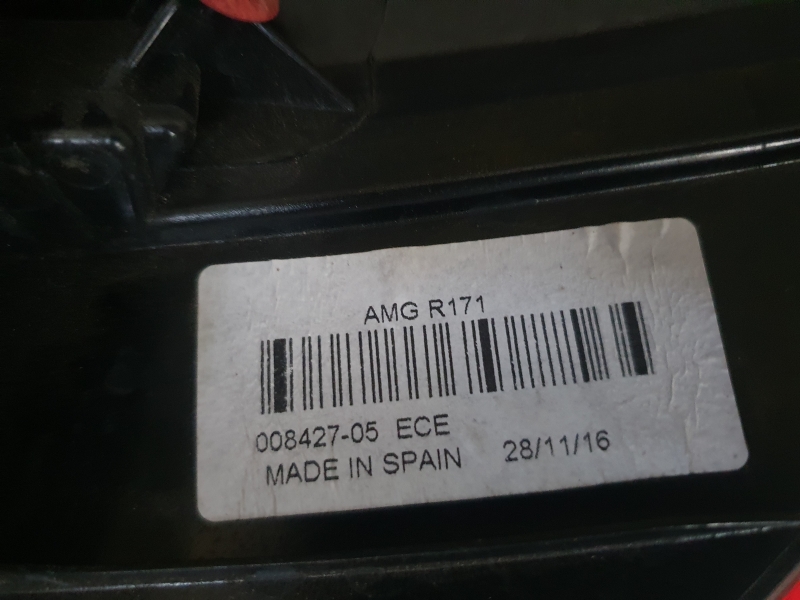 AMG R171
008427-05 ECE
MADE IN SPAIN 28/11/16